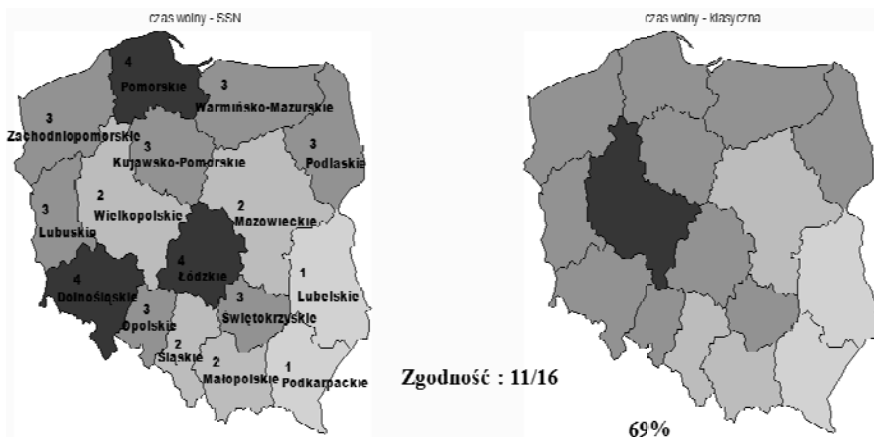 czas wolny - SSN
czas wolny - klasyczna
4
Pomorskie
3
Warmińsko-Mazurskie
3
Zachodniopomorskie
3
Kujawsko-Pomorskie
3
Podlaskie
2
Wielkopolskie
2
Mazowieckie
3
Lubuskie
4
Łódzkie
1
Lubelskie
4
Dolnośląskie
3
Opolskie
3
Świętokrzyskie
2
Śląskie
2
Małopolskie
1
Podkarpackie
Zgodność : 11/16
69%